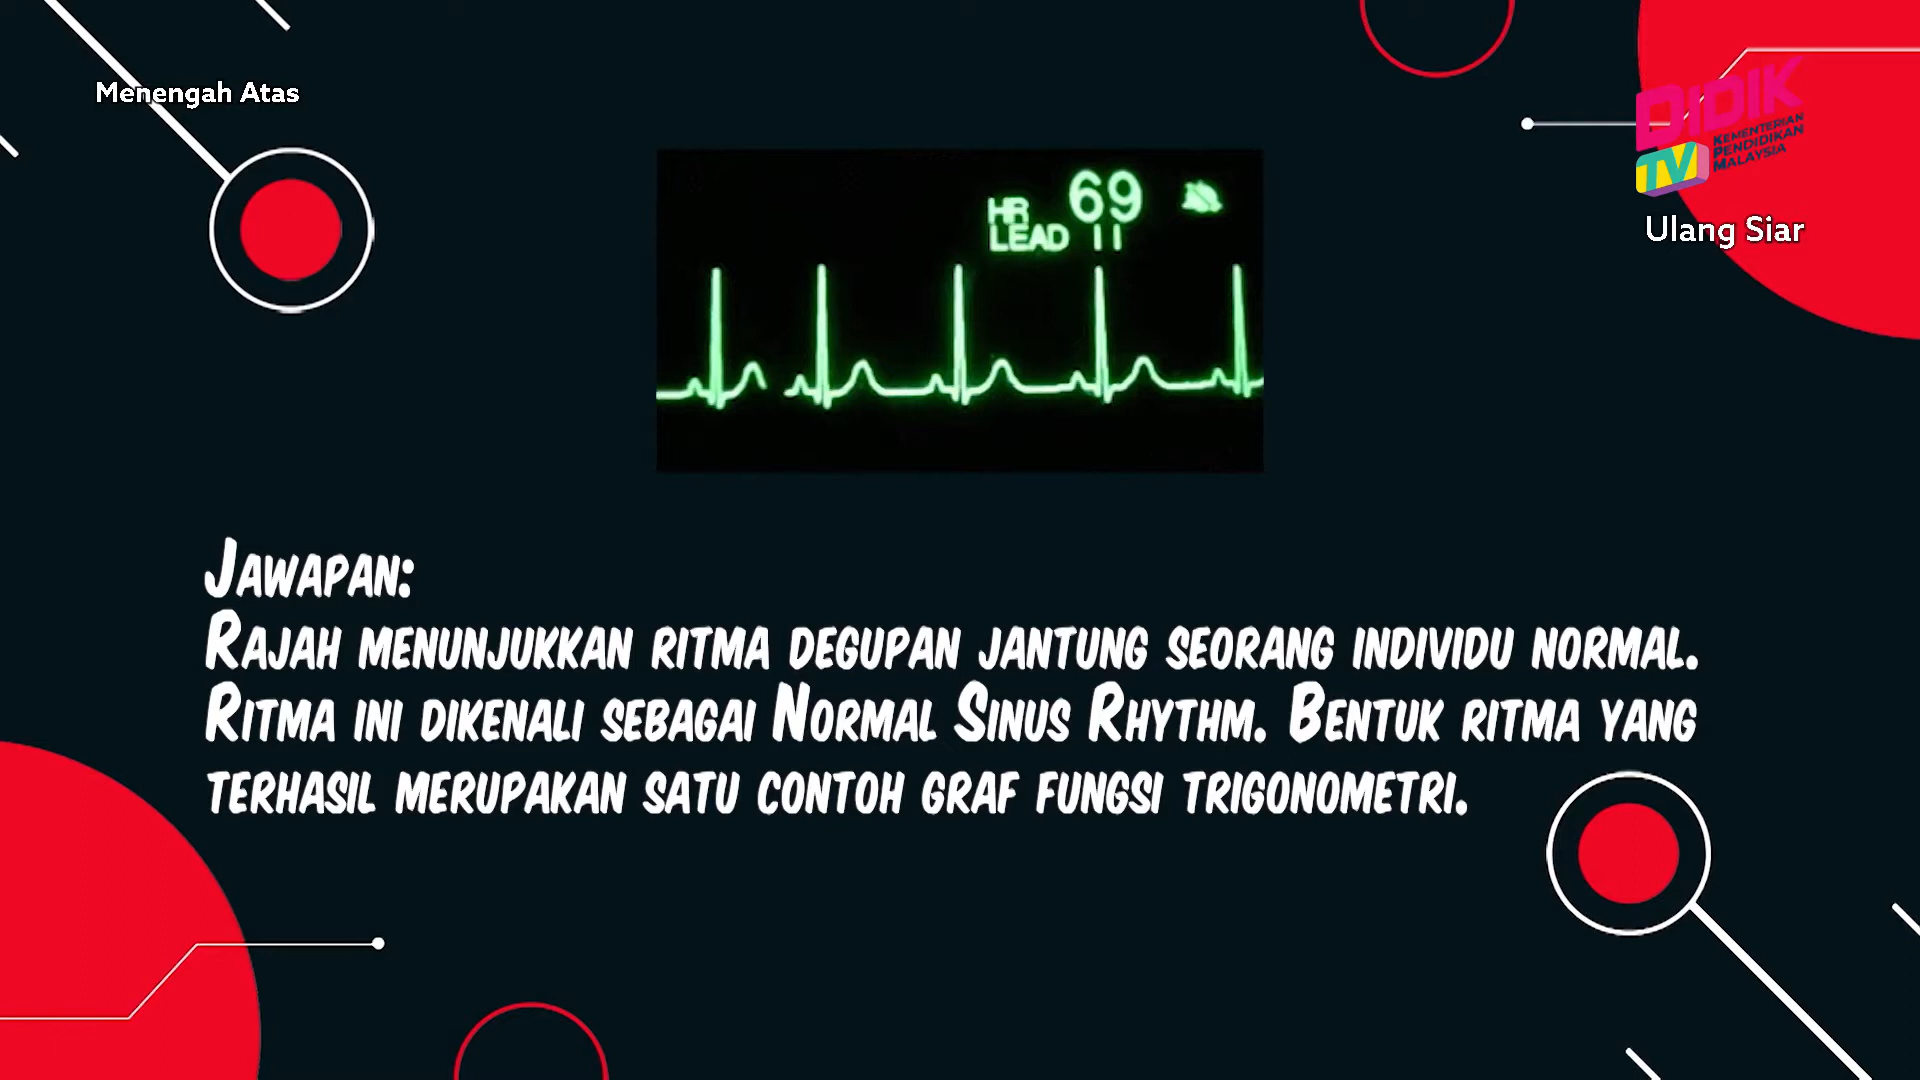 Menengah Atas
DIDIK
TV
KEMENTERIAN
PENDIDIKAN
MALAYSIA
Ulang Siar
HR 69
LEAD II
Jawapan:
Rajah menunjukkan ritma degupan jantung seorang individu normal.
Ritma ini dikenali sebagai Normal Sinus Rhythm. Bentuk ritma yang
terhasil merupakan satu contoh graf fungsi trigonometri.